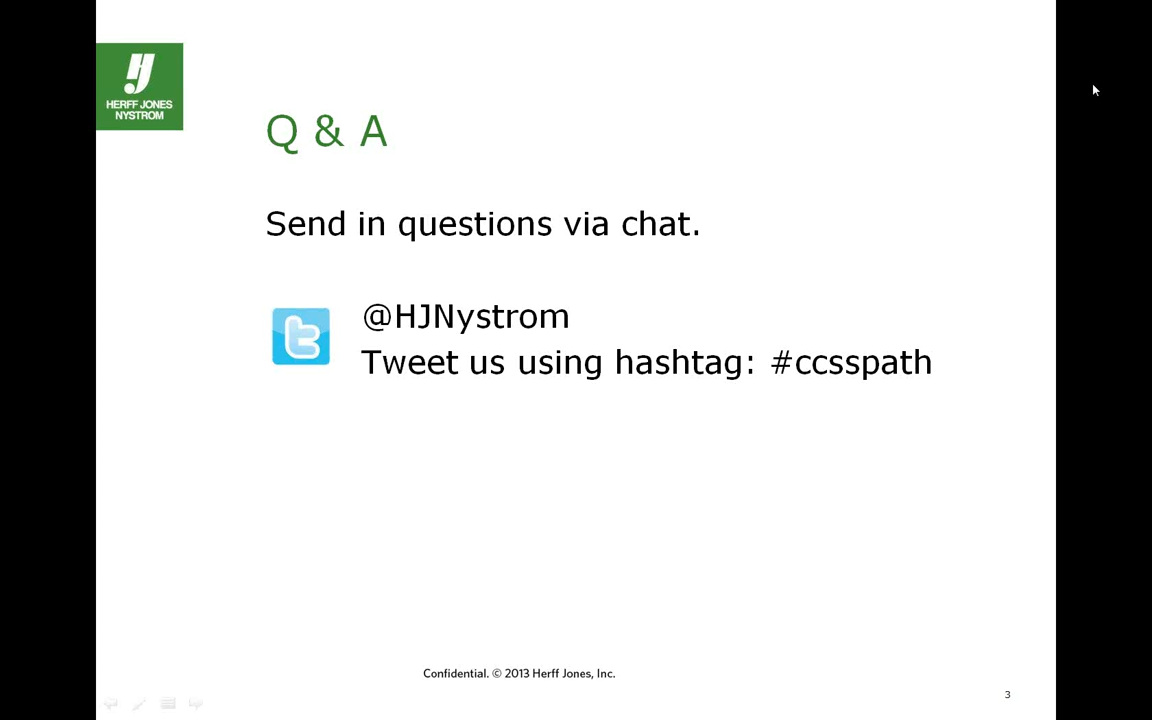 HERFF JONES
NYSTROM
Q & A
Send in questions via chat.
@HJNystrom
Tweet us using hashtag: #ccsspath
Confidential. © 2013 Herff Jones, Inc.
3